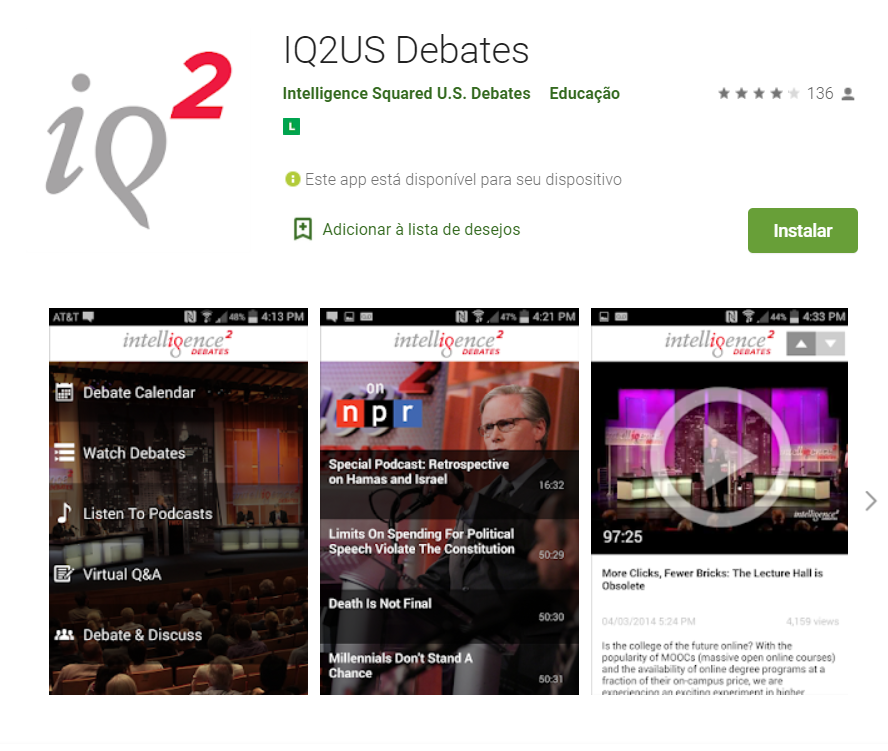 iq2
IQ2US Debates
Intelligence Squared U.S. Debates Educação 136
L
Este app está disponível para seu dispositivo
Adicionar à lista de desejos
Instalar
AT&T 48% 4:13 PM
intelligence2
DEBATES
Debate Calendar
Watch Debates
Listen To Podcasts
Virtual Q&A
Debate & Discuss
47% 4:21 PM
intelligence2
DEBATES
on
npr
Special Podcast: Retrospective
on Hamas and Israel
16:32
Limits On Spending For Political
Speech Violate The Constitution
50:29
Death Is Not Final
50:30
Millennials Don't Stand A
Chance
50:31
44% 4:33 PM
intelligence2
DEBATES
intelligence2
97:25
More Clicks, Fewer Bricks: The Lecture Hall is
Obsolete
04/03/2014 5:24 PM 4,159 views
Is the college of the future online? With the
popularity of MOOCs (massive open online courses)
and the availability of online degree programs at a
fraction of their on-campus price, we are
experiencing an exciting experiment in higher